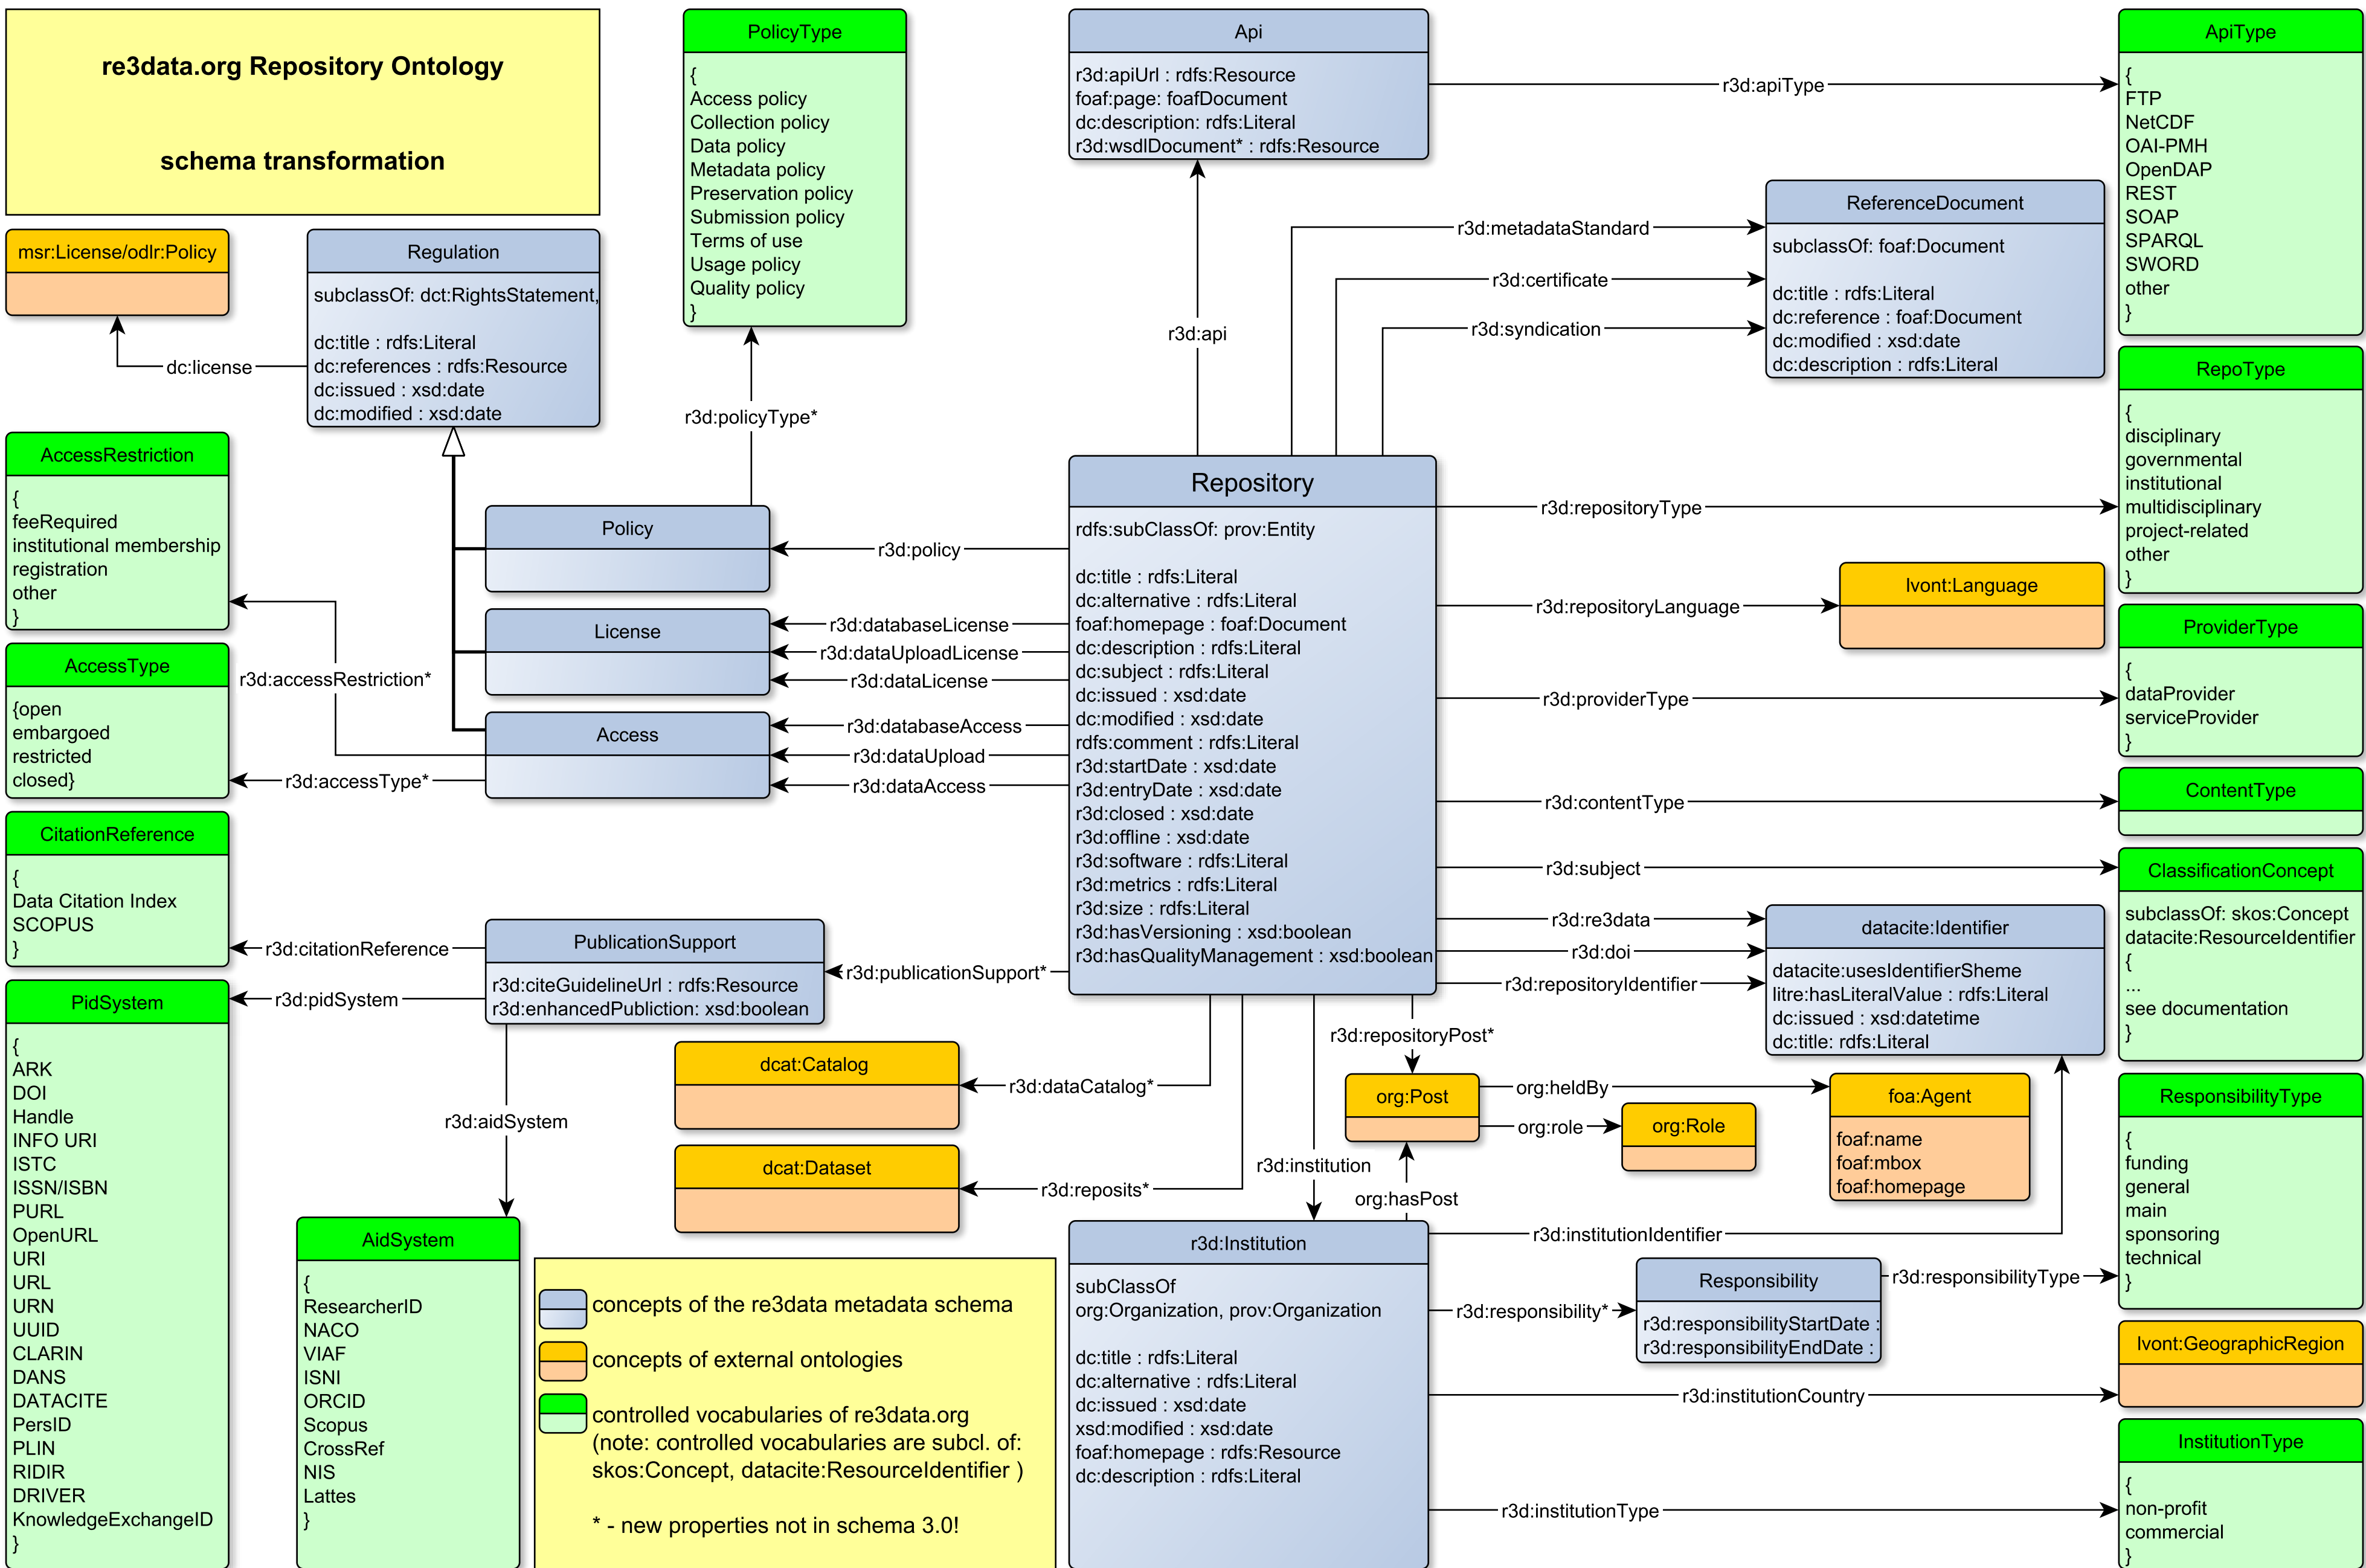 re3data.org Repository Ontology
schema transformation
PolicyType
{
Access policy
Collection policy
Data policy
Metadata policy
Preservation policy
Submission policy
Terms of use
Usage policy
Quality policy
}
Api
r3d:apiUrl : rdfs:Resource
foaf:page: foafDocument
dc:description: rdfs:Literal
r3d:wsdlDocument* : rdfs:Resource
r3d:apiType
ApiType
{
FTP
NetCDF
OAI-PMH
OpenDAP
REST
SOAP
SPARQL
SWORD
other
}
msr:License/odlr:Policy
dc:license
Regulation
subclassOf: dct:RightsStatement,
dc:title : rdfs:Literal
dc:references : rdfs:Resource
dc:issued : xsd:date
dc:modified : xsd:date
r3d:policyType*
r3d:api
r3d:metadataStandard
r3d:certificate
r3d:syndication
ReferenceDocument
subclassOf: foaf:Document
dc:title : rdfs:Literal
dc:reference : foaf:Document
dc:modified : xsd:date
dc:description : rdfs:Literal
RepoType
{
disciplinary
governmental
institutional
multidisciplinary
project-related
other
}
AccessRestriction
{
feeRequired
institutional membership
registration
other
}
AccessType
{open
embargoed
restricted
closed}
r3d:accessRestriction*
r3d:accessType*
Policy
License
Access
r3d:policy
r3d:databaseLicense
r3d:dataUploadLicense
r3d:dataLicense
r3d:databaseAccess
r3d:dataUpload
r3d:dataAccess
Repository
rdfs:subClassOf: prov:Entity
dc:title : rdfs:Literal
dc:alternative : rdfs:Literal
foaf:homepage : foaf:Document
dc:description : rdfs:Literal
dc:subject : rdfs:Literal
dc:issued : xsd:date
dc:modified : xsd:date
rdfs:comment : rdfs:Literal
r3d:startDate : xsd:date
r3d:entryDate : xsd:date
r3d:closed : xsd:date
r3d:offline : xsd:date
r3d:software : rdfs:Literal
r3d:metrics : rdfs:Literal
r3d:size : rdfs:Literal
r3d:hasVersioning : xsd:boolean
r3d:hasQualityManagement : xsd:boolean
r3d:repositoryType
r3d:repositoryLanguage
lvont:Language
r3d:providerType
ProviderType
{
dataProvider
serviceProvider
}
r3d:contentType
ContentType
r3d:subject
ClassificationConcept
subclassOf: skos:Concept
datacite:ResourceIdentifier
{
...
see documentation
}
r3d:re3data
r3d:doi
r3d:repositoryIdentifier
datacite:Identifier
datacite:usesIdentifierSheme
litre:hasLiteralValue : rdfs:Literal
dc:issued : xsd:datetime
dc:title: rdfs:Literal
CitationReference
{
Data Citation Index
SCOPUS
}
r3d:citationReference
r3d:pidSystem
PublicationSupport
r3d:citeGuidelineUrl : rdfs:Resource
r3d:enhancedPubliction: xsd:boolean
r3d:publicationSupport*
PidSystem
{
ARK
DOI
Handle
INFO URI
ISTC
ISSN/ISBN
PURL
OpenURL
URI
URL
URN
UUID
CLARIN
DANS
DATACITE
PersID
PLIN
RIDIR
DRIVER
KnowledgeExchangeID
}
r3d:aidSystem
AidSystem
{
ResearcherID
NACO
VIAF
ISNI
ORCID
Scopus
CrossRef
NIS
Lattes
}
dcat:Catalog
r3d:dataCatalog*
dcat:Dataset
r3d:reposits*
r3d:institution
r3d:repositoryPost*
org:Post
org:heldBy
org:role
org:Role
foa:Agent
foaf:name
foaf:mbox
foaf:homepage
org:hasPost
ResponsibilityType
{
funding
general
main
sponsoring
technical
}
concepts of the re3data metadata schema
concepts of external ontologies
controlled vocabularies of re3data.org
(note: controlled vocabularies are subcl. of:
skos:Concept, datacite:ResourceIdentifier )
* - new properties not in schema 3.0!
r3d:Institution
subClassOf
org:Organization, prov:Organization
dc:title : rdfs:Literal
dc:alternative : rdfs:Literal
dc:issued : xsd:date
xsd:modified : xsd:date
foaf:homepage : rdfs:Resource
dc:description : rdfs:Literal
r3d:institutionIdentifier
r3d:responsibility*
Responsibility
r3d:responsibilityStartDate :
r3d:responsibilityEndDate :
r3d:responsibilityType
r3d:institutionCountry
lvont:GeographicRegion
r3d:institutionType
InstitutionType
{
non-profit
commercial
}